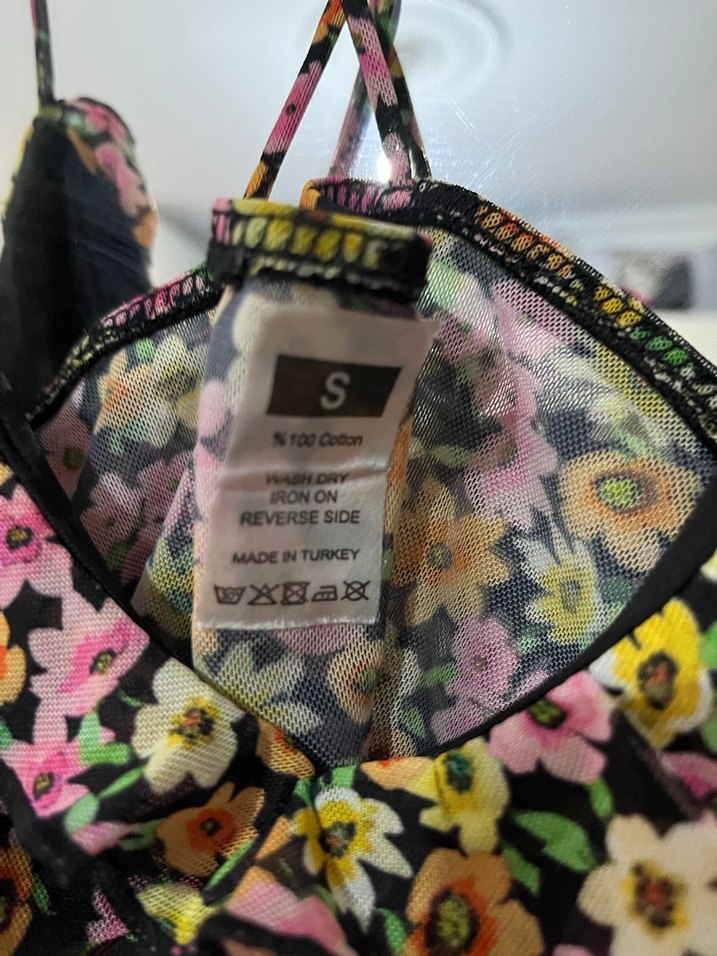 S
%100 Cotton
WASH DRY
IRON ON
REVERSE SIDE
MADE IN TURKEY